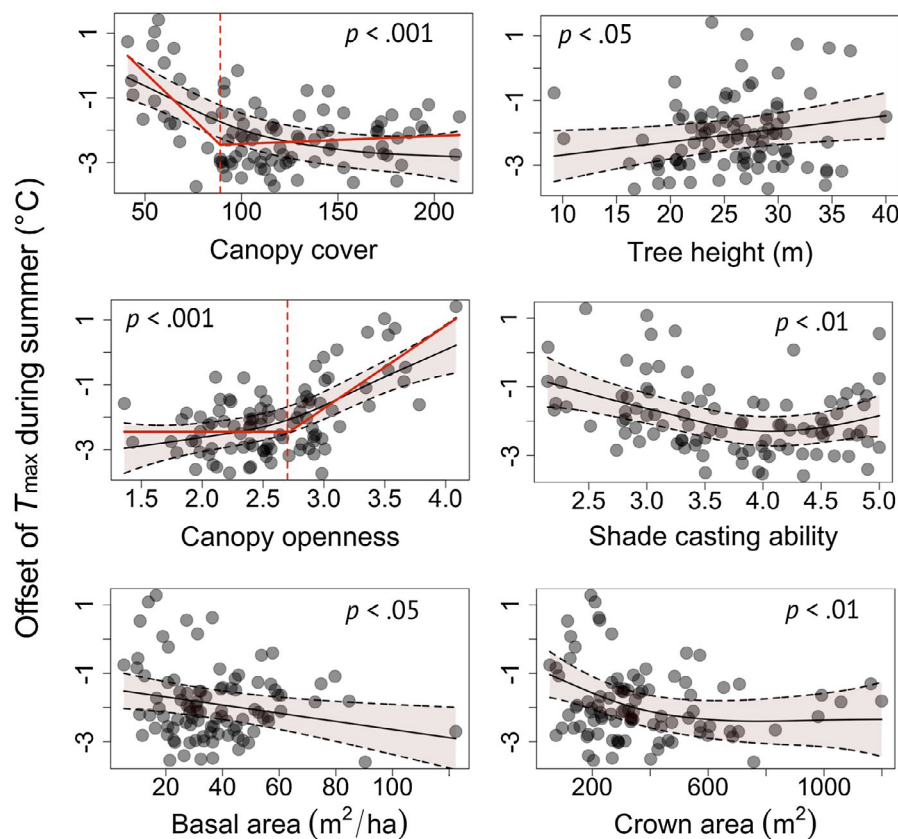 Offset of Tmax during summer (°C)
p < .001
1
-1
-3
50 100 150 200
Canopy cover
p < .05
1
-1
-3
10 15 20 25 30 35 40
Tree height (m)
p < .001
1
-1
-3
1.5 2.0 2.5 3.0 3.5 4.0
Canopy openness
p < .01
1
-1
-3
2.5 3.0 3.5 4.0 4.5 5.0
Shade casting ability
p < .05
1
-1
-3
20 40 60 80 100
Basal area (m²/ha)
p < .01
1
-1
-3
200 600 1000
Crown area (m²)